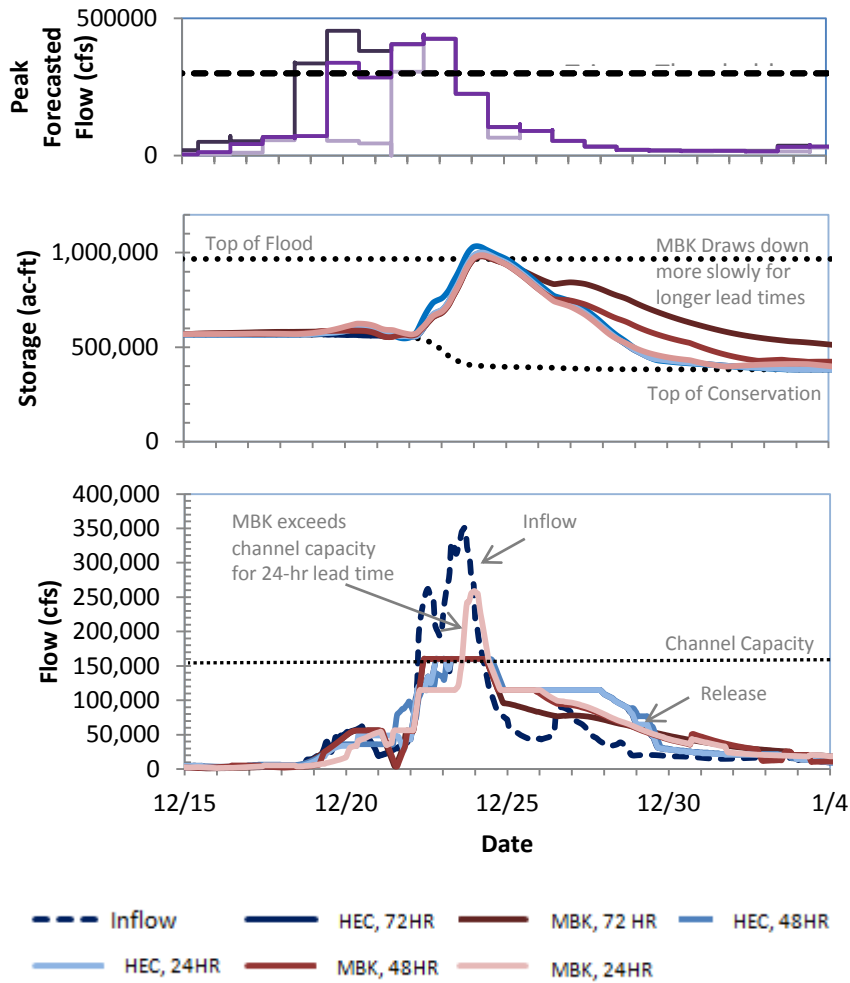 Peak
Forecasted
Flow (cfs)
500000
0
Storage (ac-ft)
1,000,000
500,000
0
Top of Flood
MBK Draws down
more slowly for
longer lead times
Top of Conservation
Flow (cfs)
400,000
350,000
300,000
250,000
200,000
150,000
100,000
50,000
0
MBK exceeds
channel capacity
for 24-hr lead time
Inflow
Channel Capacity
Release
12/15
12/20
12/25
12/30
1/4
Date
Inflow
HEC, 72HR
MBK, 72 HR
HEC, 48HR
HEC, 24HR
MBK, 48HR
MBK, 24HR